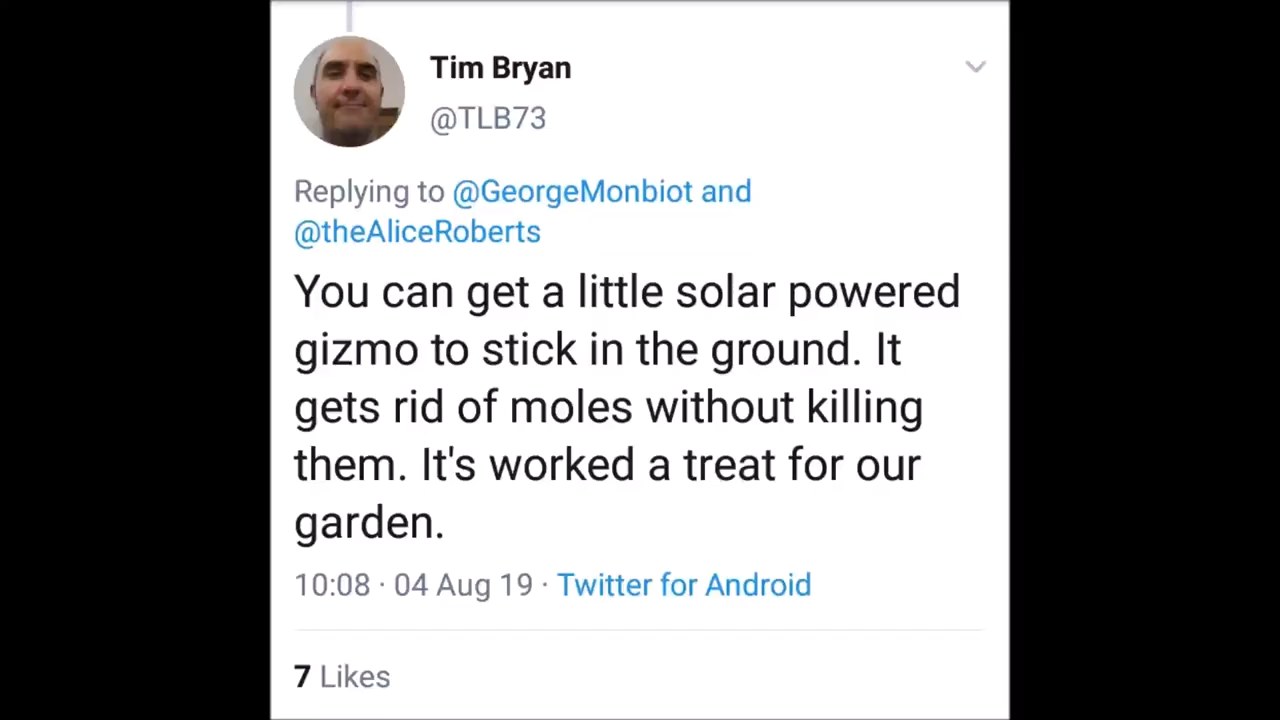 Tim Bryan
@TLB73
Replying to @GeorgeMonbiot and
@theAliceRoberts
You can get a little solar powered
gizmo to stick in the ground. It
gets rid of moles without killing
them. It's worked a treat for our
garden.
10:08 · 04 Aug 19 · Twitter for Android
7 Likes